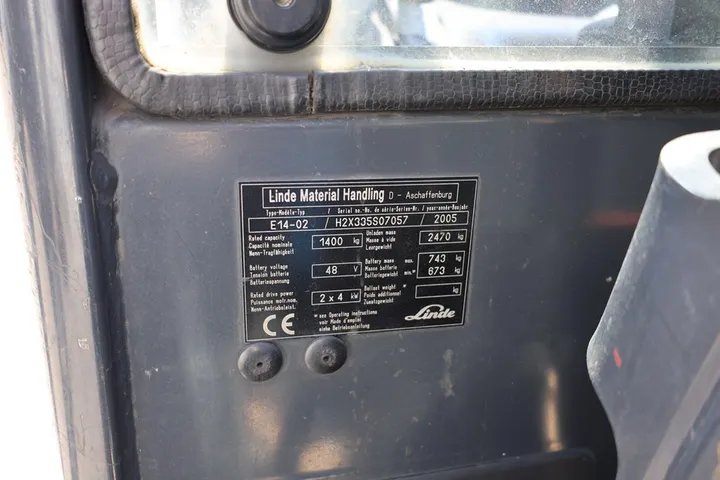 Linde Material Handling D - Aschaffenburg
Type-Modèle-Typ / Serial no.-No. de série-Serien-Nr. / year-année-Baujahr
E14-02 / H2X335S07057 / 2005
Rated capacity
Capacité nominale
Nenn-Tragfähigkeit
1400 kg
Unladen mass
Masse à vide
Leergewicht
2470 kg
Battery voltage
Tension batterie
Batteriespannung
48 V
Battery mass max.
Masse batterie
Batteriegewicht min.*
743 kg
673 kg
Rated drive power
Puissance motr.nom.
Nenn-Antriebsleist.
2 x 4 kW
Ballast weight *
Poids additionnel
Zusatzgewicht
kg
CE
* see Operating instructions
voir Mode d'emploi
siehe Betriebsanleitung
Linde